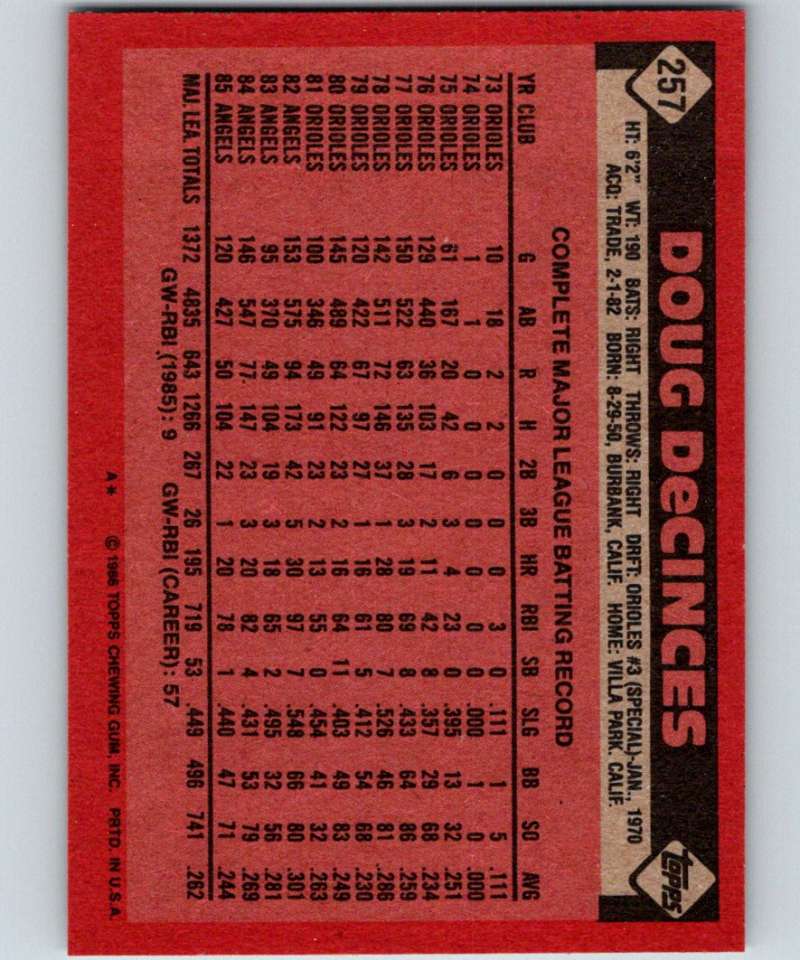 257
DOUG DeCINCES
topps
HT: 6'2" WT: 190 BATS: RIGHT THROWS: RIGHT DRFT: ORIOLES #3 (SPECIAL)-JAN., 1970
ACQ: TRADE, 2-1-82 BORN: 8-29-50, BURBANK, CALIF. HOME: VILLA PARK, CALIF.
COMPLETE MAJOR LEAGUE BATTING RECORD
YR CLUB G AB R H 2B 3B HR RBI SB SLG BB SO AVG
73 ORIOLES 10 18 2 2 0 0 0 3 0 .111 1 5 .111
74 ORIOLES 1 1 0 0 0 0 0 0 0 .000 1 0 .000
75 ORIOLES 61 167 20 42 6 3 4 23 0 .395 13 32 .251
76 ORIOLES 129 440 36 103 17 2 11 42 8 .357 29 68 .234
77 ORIOLES 150 522 63 135 28 3 19 69 8 .433 64 86 .259
78 ORIOLES 142 511 72 146 37 1 28 80 7 .526 46 81 .286
79 ORIOLES 120 422 67 97 27 1 16 61 5 .412 54 68 .230
80 ORIOLES 145 489 64 122 23 2 16 64 11 .403 49 83 .249
81 ORIOLES 100 346 49 91 23 2 13 55 0 .454 41 32 .263
82 ANGELS 153 575 94 173 42 5 30 97 7 .548 66 80 .301
83 ANGELS 95 370 49 104 19 3 18 65 2 .495 32 56 .281
84 ANGELS 146 547 77 147 23 3 20 82 4 .431 53 79 .269
85 ANGELS 120 427 50 104 22 1 20 78 1 .440 47 71 .244
MAJ. LEA. TOTALS 1372 4835 643 1266 267 26 195 719 53 .449 496 741 .262
GW-RBI (1985): 9 GW-RBI (CAREER): 57
A* © 1986 TOPPS CHEWING GUM, INC. PRTD. IN U.S.A.